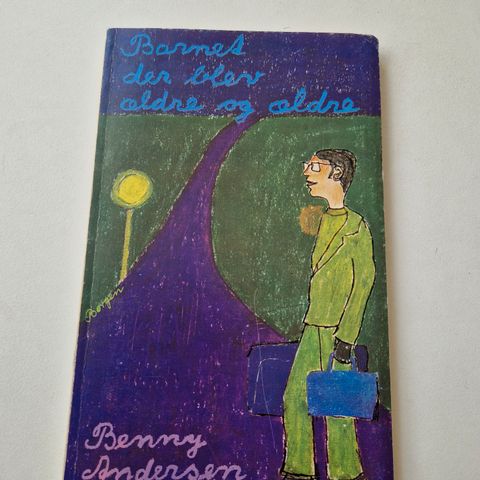 Barnet
der blev
ældre og ældre
Borgen
Benny
Andersen